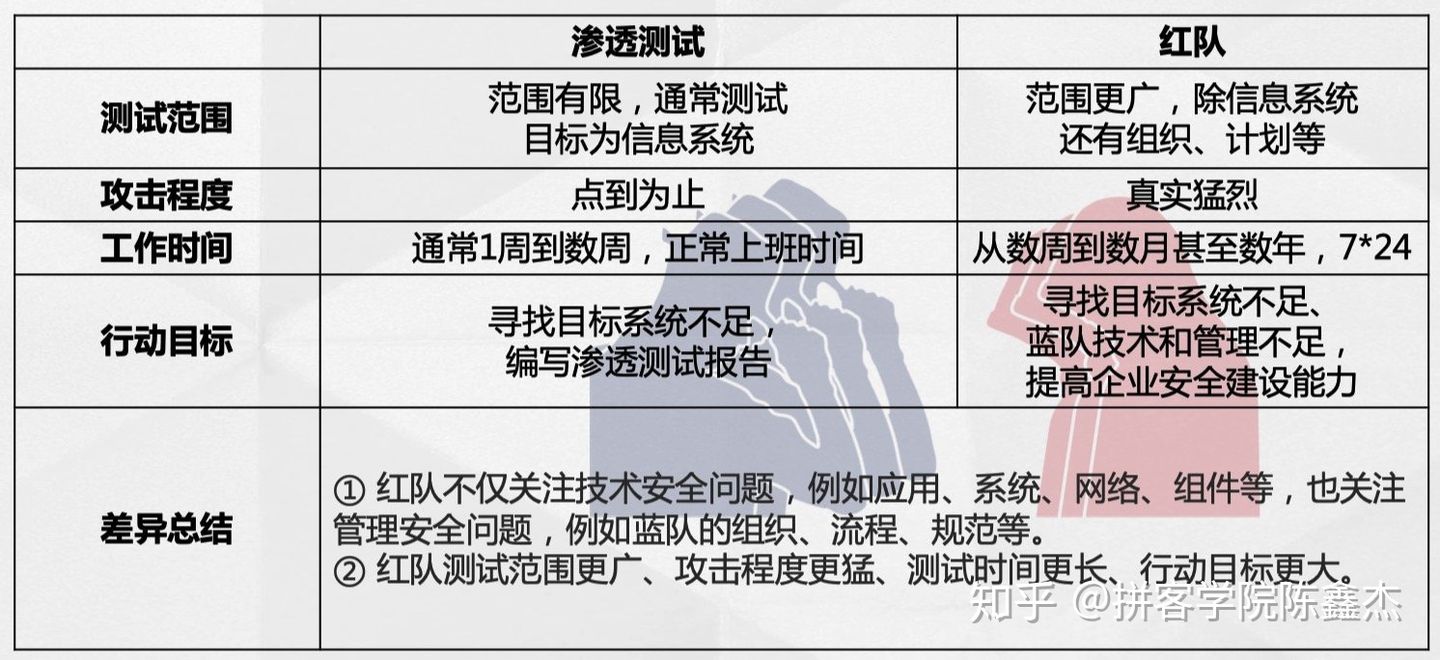 渗透测试
红队
测试范围
范围有限，通常测试
目标为信息系统
范围更广，除信息系统
还有组织、计划等
攻击程度
点到为止
真实猛烈
工作时间
通常1周到数周，正常上班时间
从数周到数月甚至数年，7*24
行动目标
寻找目标系统不足，
编写渗透测试报告
寻找目标系统不足、
蓝队技术和管理不足，
提高企业安全建设能力
差异总结
① 红队不仅关注技术安全问题，例如应用、系统、网络、组件等，也关注
管理安全问题，例如蓝队的组织、流程、规范等。
② 红队测试范围更广、攻击程度更猛、测试时间更长、行动目标更大。
知乎 @拼客学院陈鑫杰